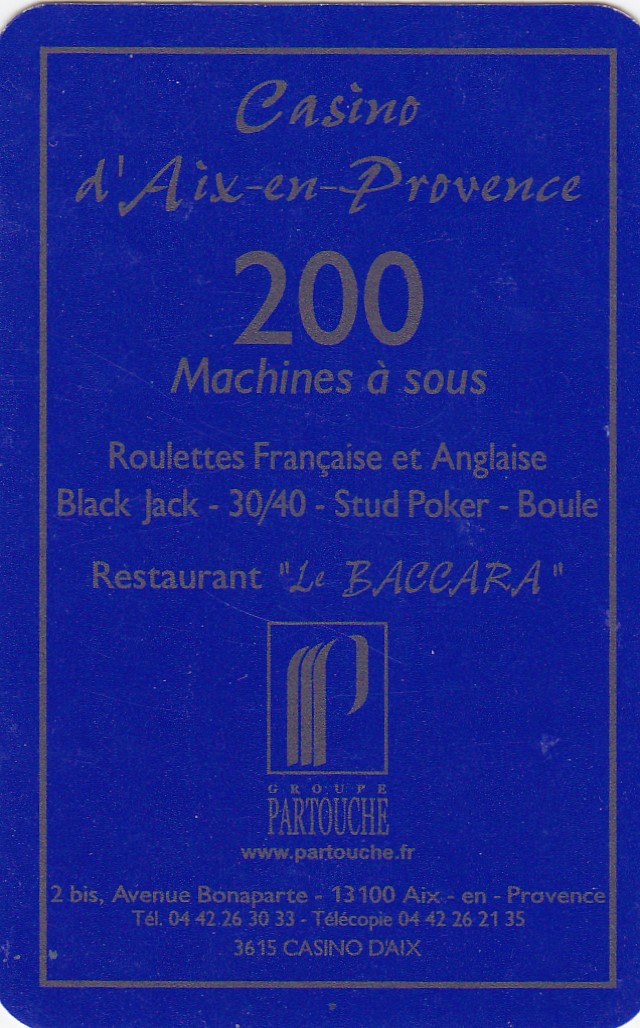 Casino
d'Aix-en-Provence
200
Machines à sous
Roulettes Française et Anglaise
Black Jack - 30/40 - Stud Poker - Boule
Restaurant "Le BACCARA"
P
GROUPE
PARTOUCHE
www.partouche.fr
2 bis, Avenue Bonaparte - 13100 Aix - en - Provence
Tél. 04 42 26 30 33 - Télécopie 04 42 26 21 35
3615 CASINO D'AIX